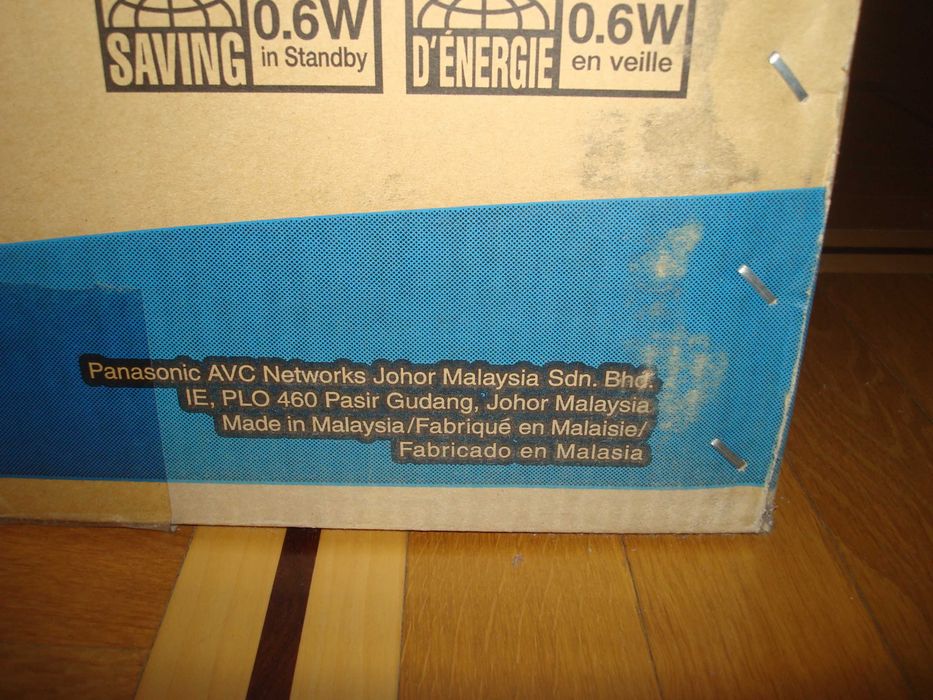 SAVING
0.6W
in Standby
D'ÉNERGIE
0.6W
en veille
Panasonic AVC Networks Johor Malaysia Sdn. Bhd.
IE, PLO 460 Pasir Gudang, Johor Malaysia
Made in Malaysia/Fabriqué en Malaisie/
Fabricado en Malasia